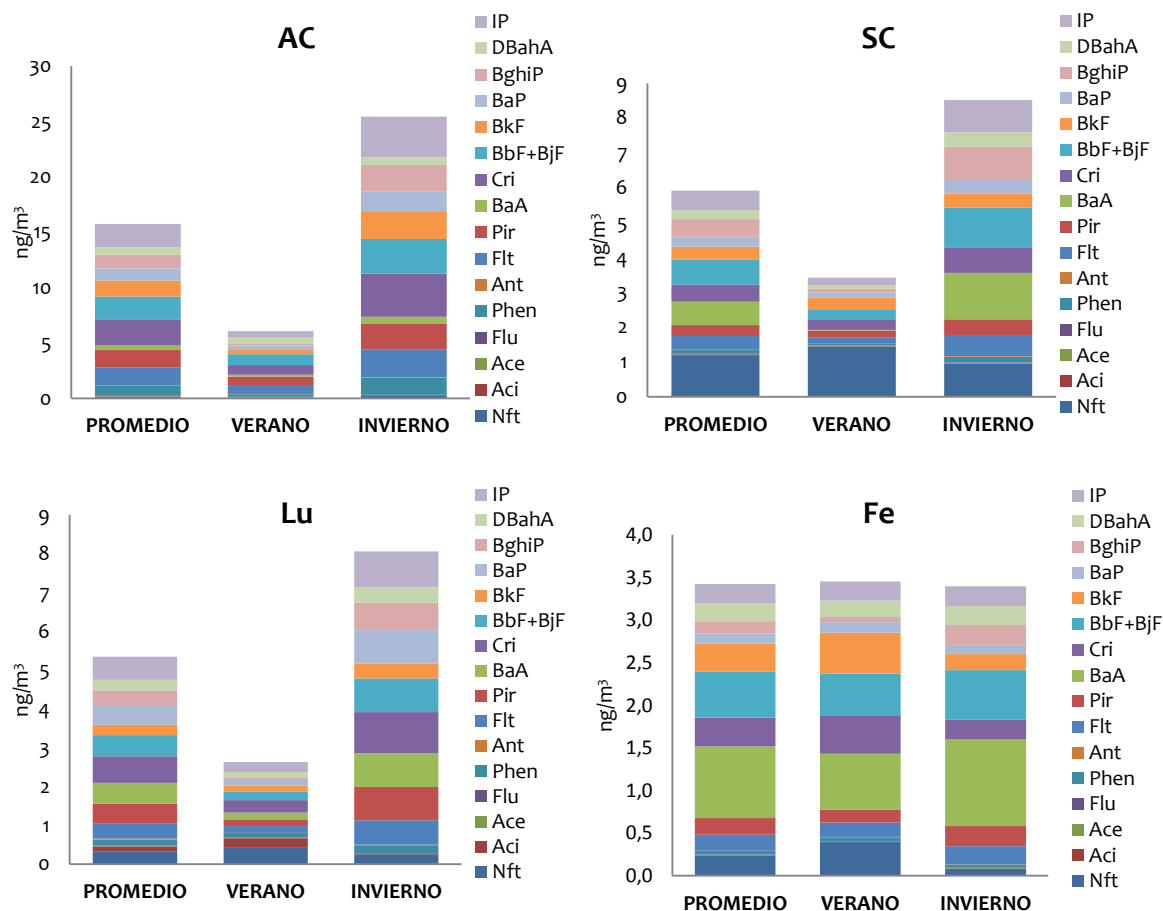 AC
30
25
20
15
10
5
0
ng/m³
PROMEDIO VERANO INVIERNO
IP
DBahA
BghiP
BaP
BkF
BbF+BjF
Cri
BaA
Pir
Flt
Ant
Phen
Flu
Ace
Aci
Nft
SC
9
8
7
6
5
4
3
2
1
0
ng/m³
PROMEDIO VERANO INVIERNO
IP
DBahA
BghiP
BaP
BkF
BbF+BjF
Cri
BaA
Pir
Flt
Ant
Phen
Flu
Ace
Aci
Nft
Lu
9
8
7
6
5
4
3
2
1
0
ng/m³
PROMEDIO VERANO INVIERNO
IP
DBahA
BghiP
BaP
BkF
BbF+BjF
Cri
BaA
Pir
Flt
Ant
Phen
Flu
Ace
Aci
Nft
Fe
4,0
3,5
3,0
2,5
2,0
1,5
1,0
0,5
0,0
ng/m³
PROMEDIO VERANO INVIERNO
IP
DBahA
BghiP
BaP
BkF
BbF+BjF
Cri
BaA
Pir
Flt
Ant
Phen
Flu
Ace
Aci
Nft